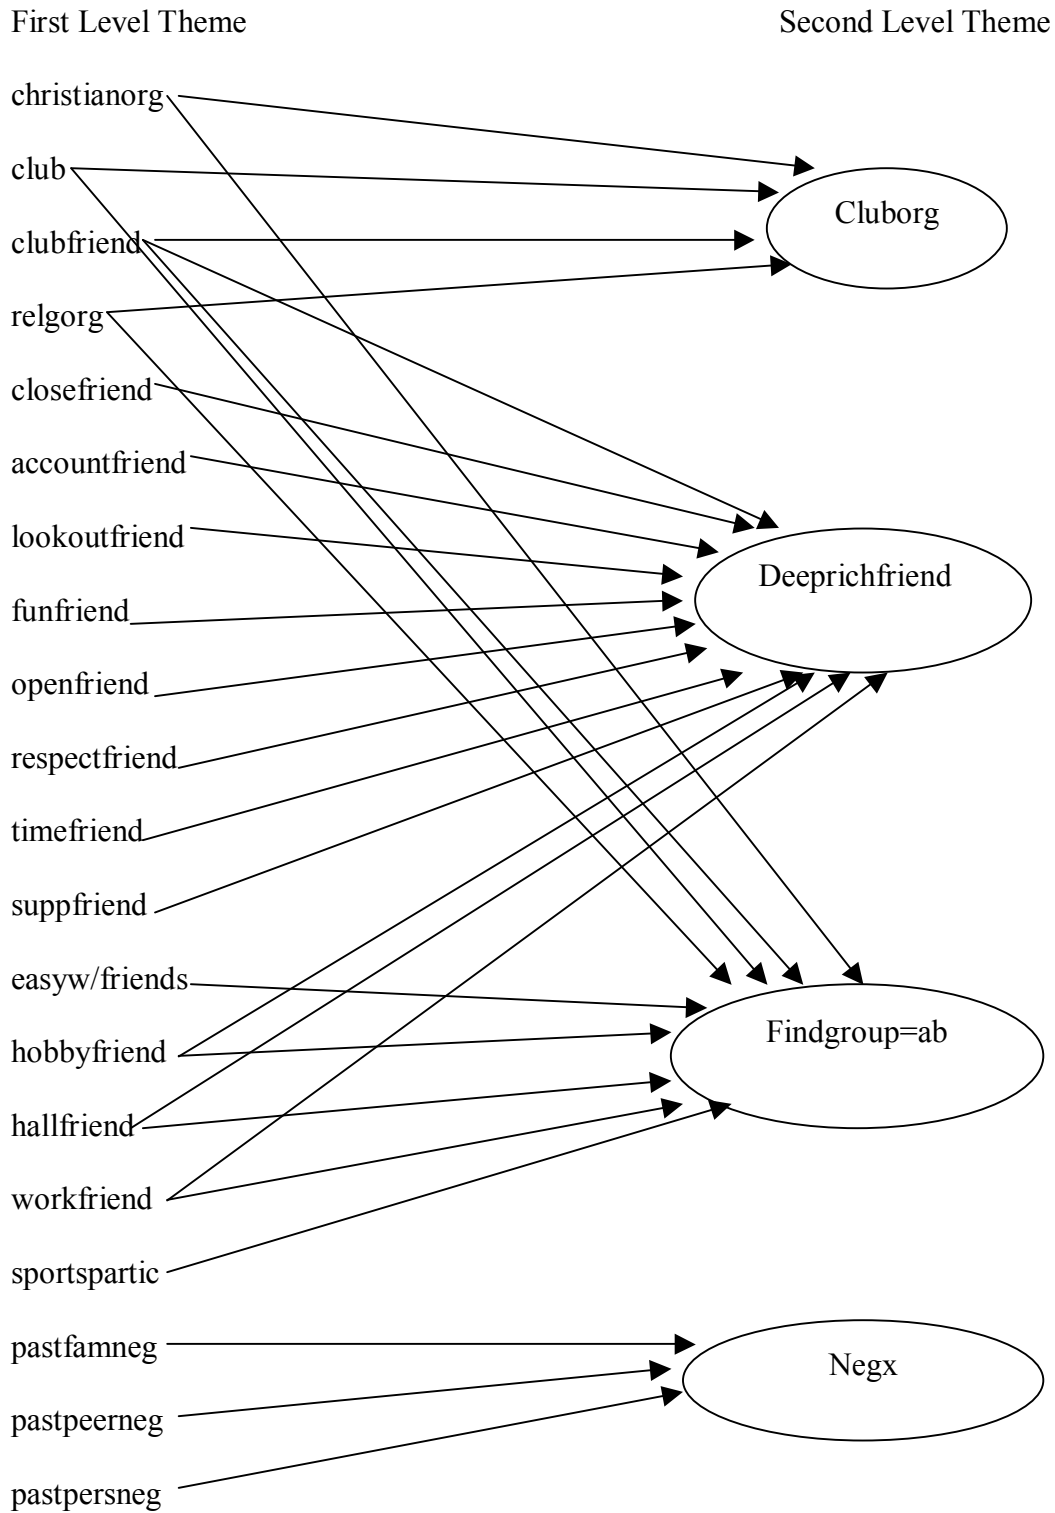 First Level Theme Second Level Theme
christianorg
club
Cluborg
clubfriend
relgorg
closefriend
accountfriend
lookoutfriend
Deeprichfriend
funfriend
openfriend
respectfriend
timefriend
suppfriend
easyw/friends
Findgroup=ab
hobbyfriend
hallfriend
workfriend
sportspartic
pastfamneg
Negx
pastpeerneg
pastpersneg